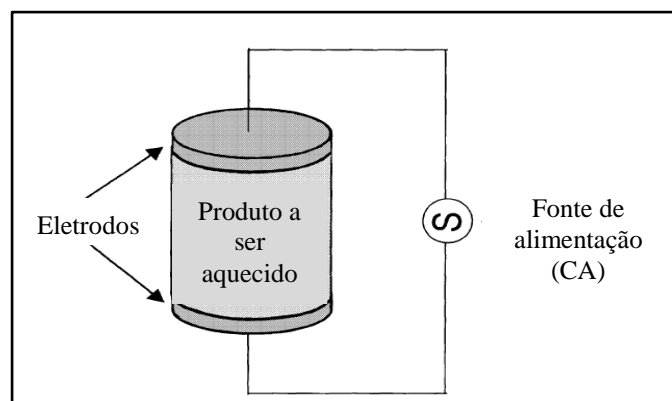 Eletrodos
Produto a
ser
aquecido
Fonte de
alimentação
(CA)